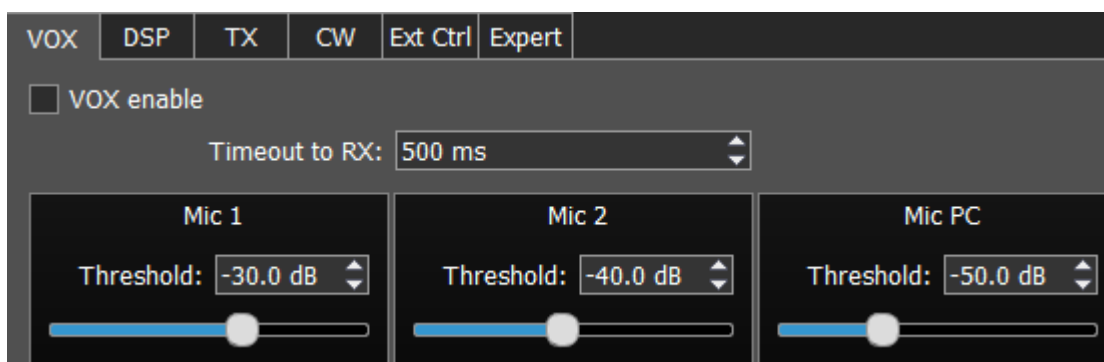 VOX DSP TX CW Ext Ctrl Expert
VOX enable
Timeout to RX: 500 ms
Mic 1 Mic 2 Mic PC
Threshold: -30.0 dB Threshold: -40.0 dB Threshold: -50.0 dB